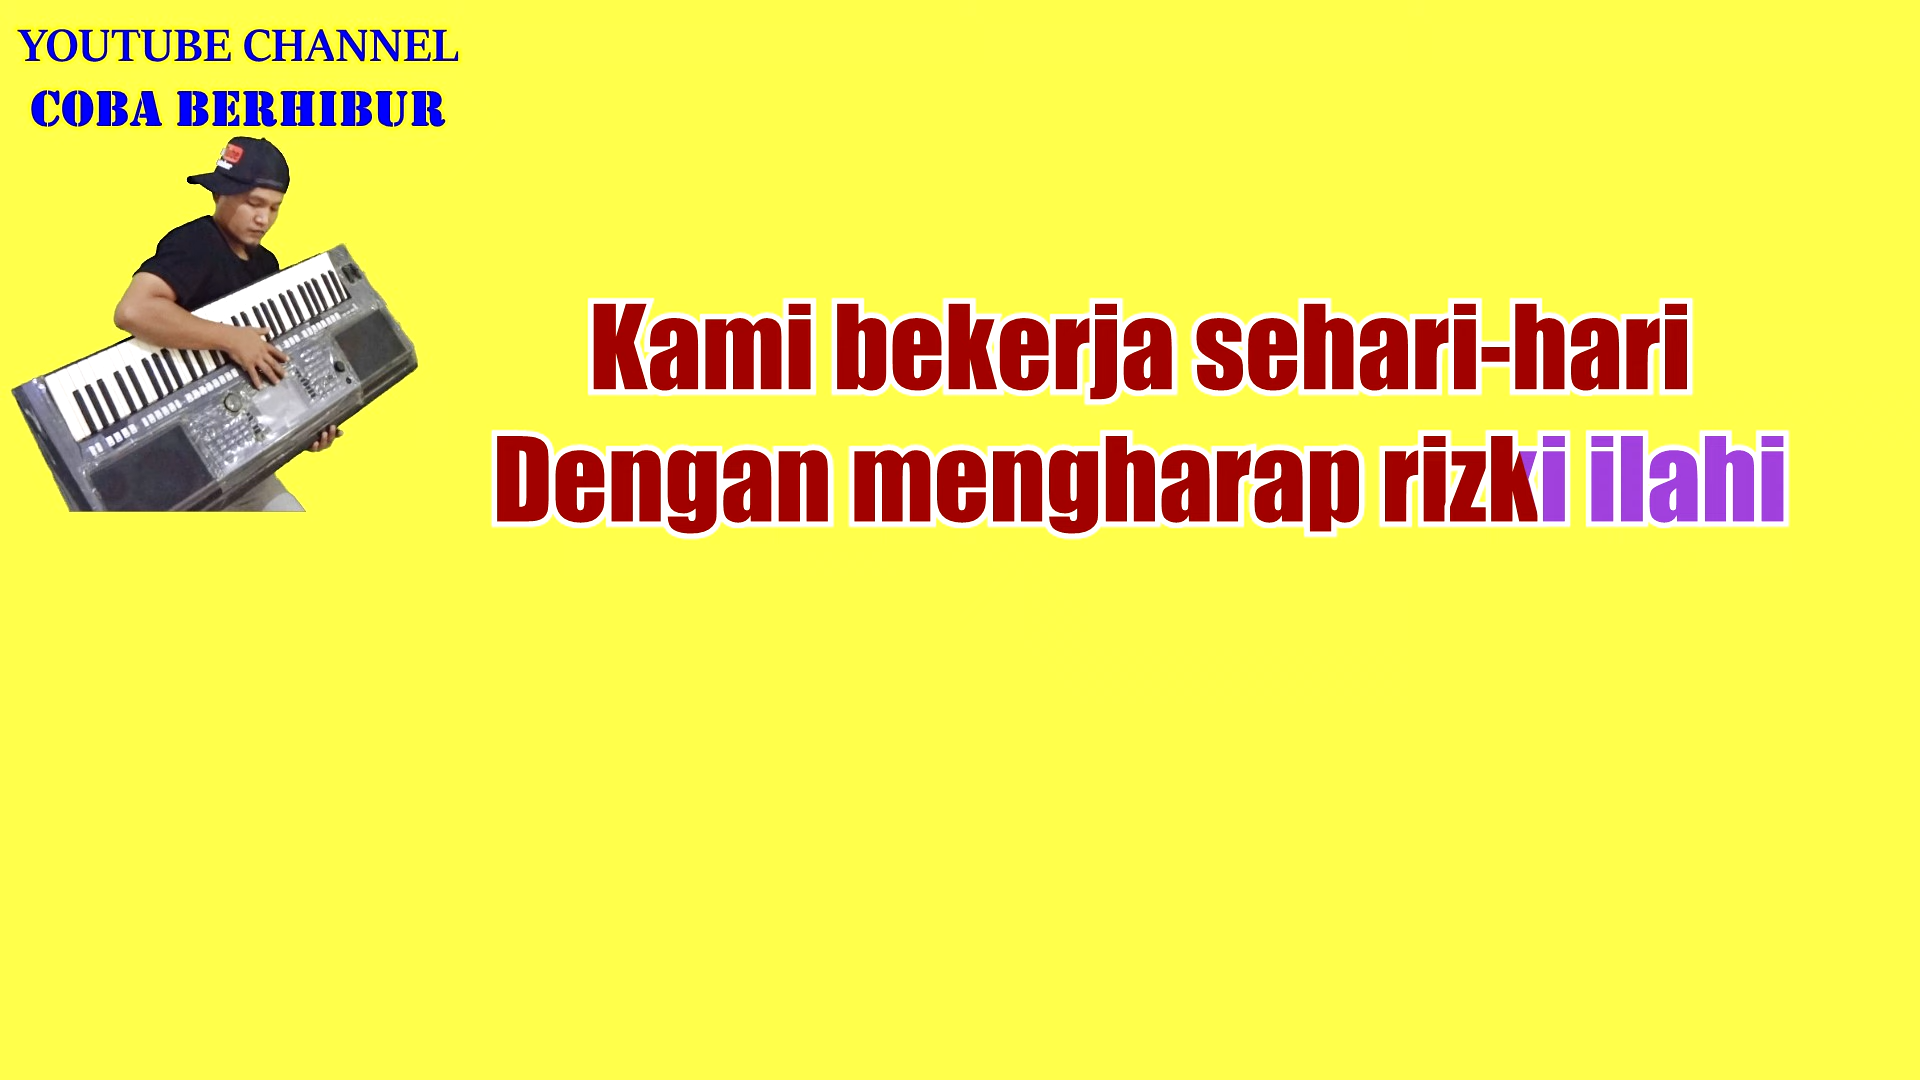 YOUTUBE CHANNEL
COBA BERHIBUR
Kami bekerja sehari-hari
Dengan mengharap rizki ilahi